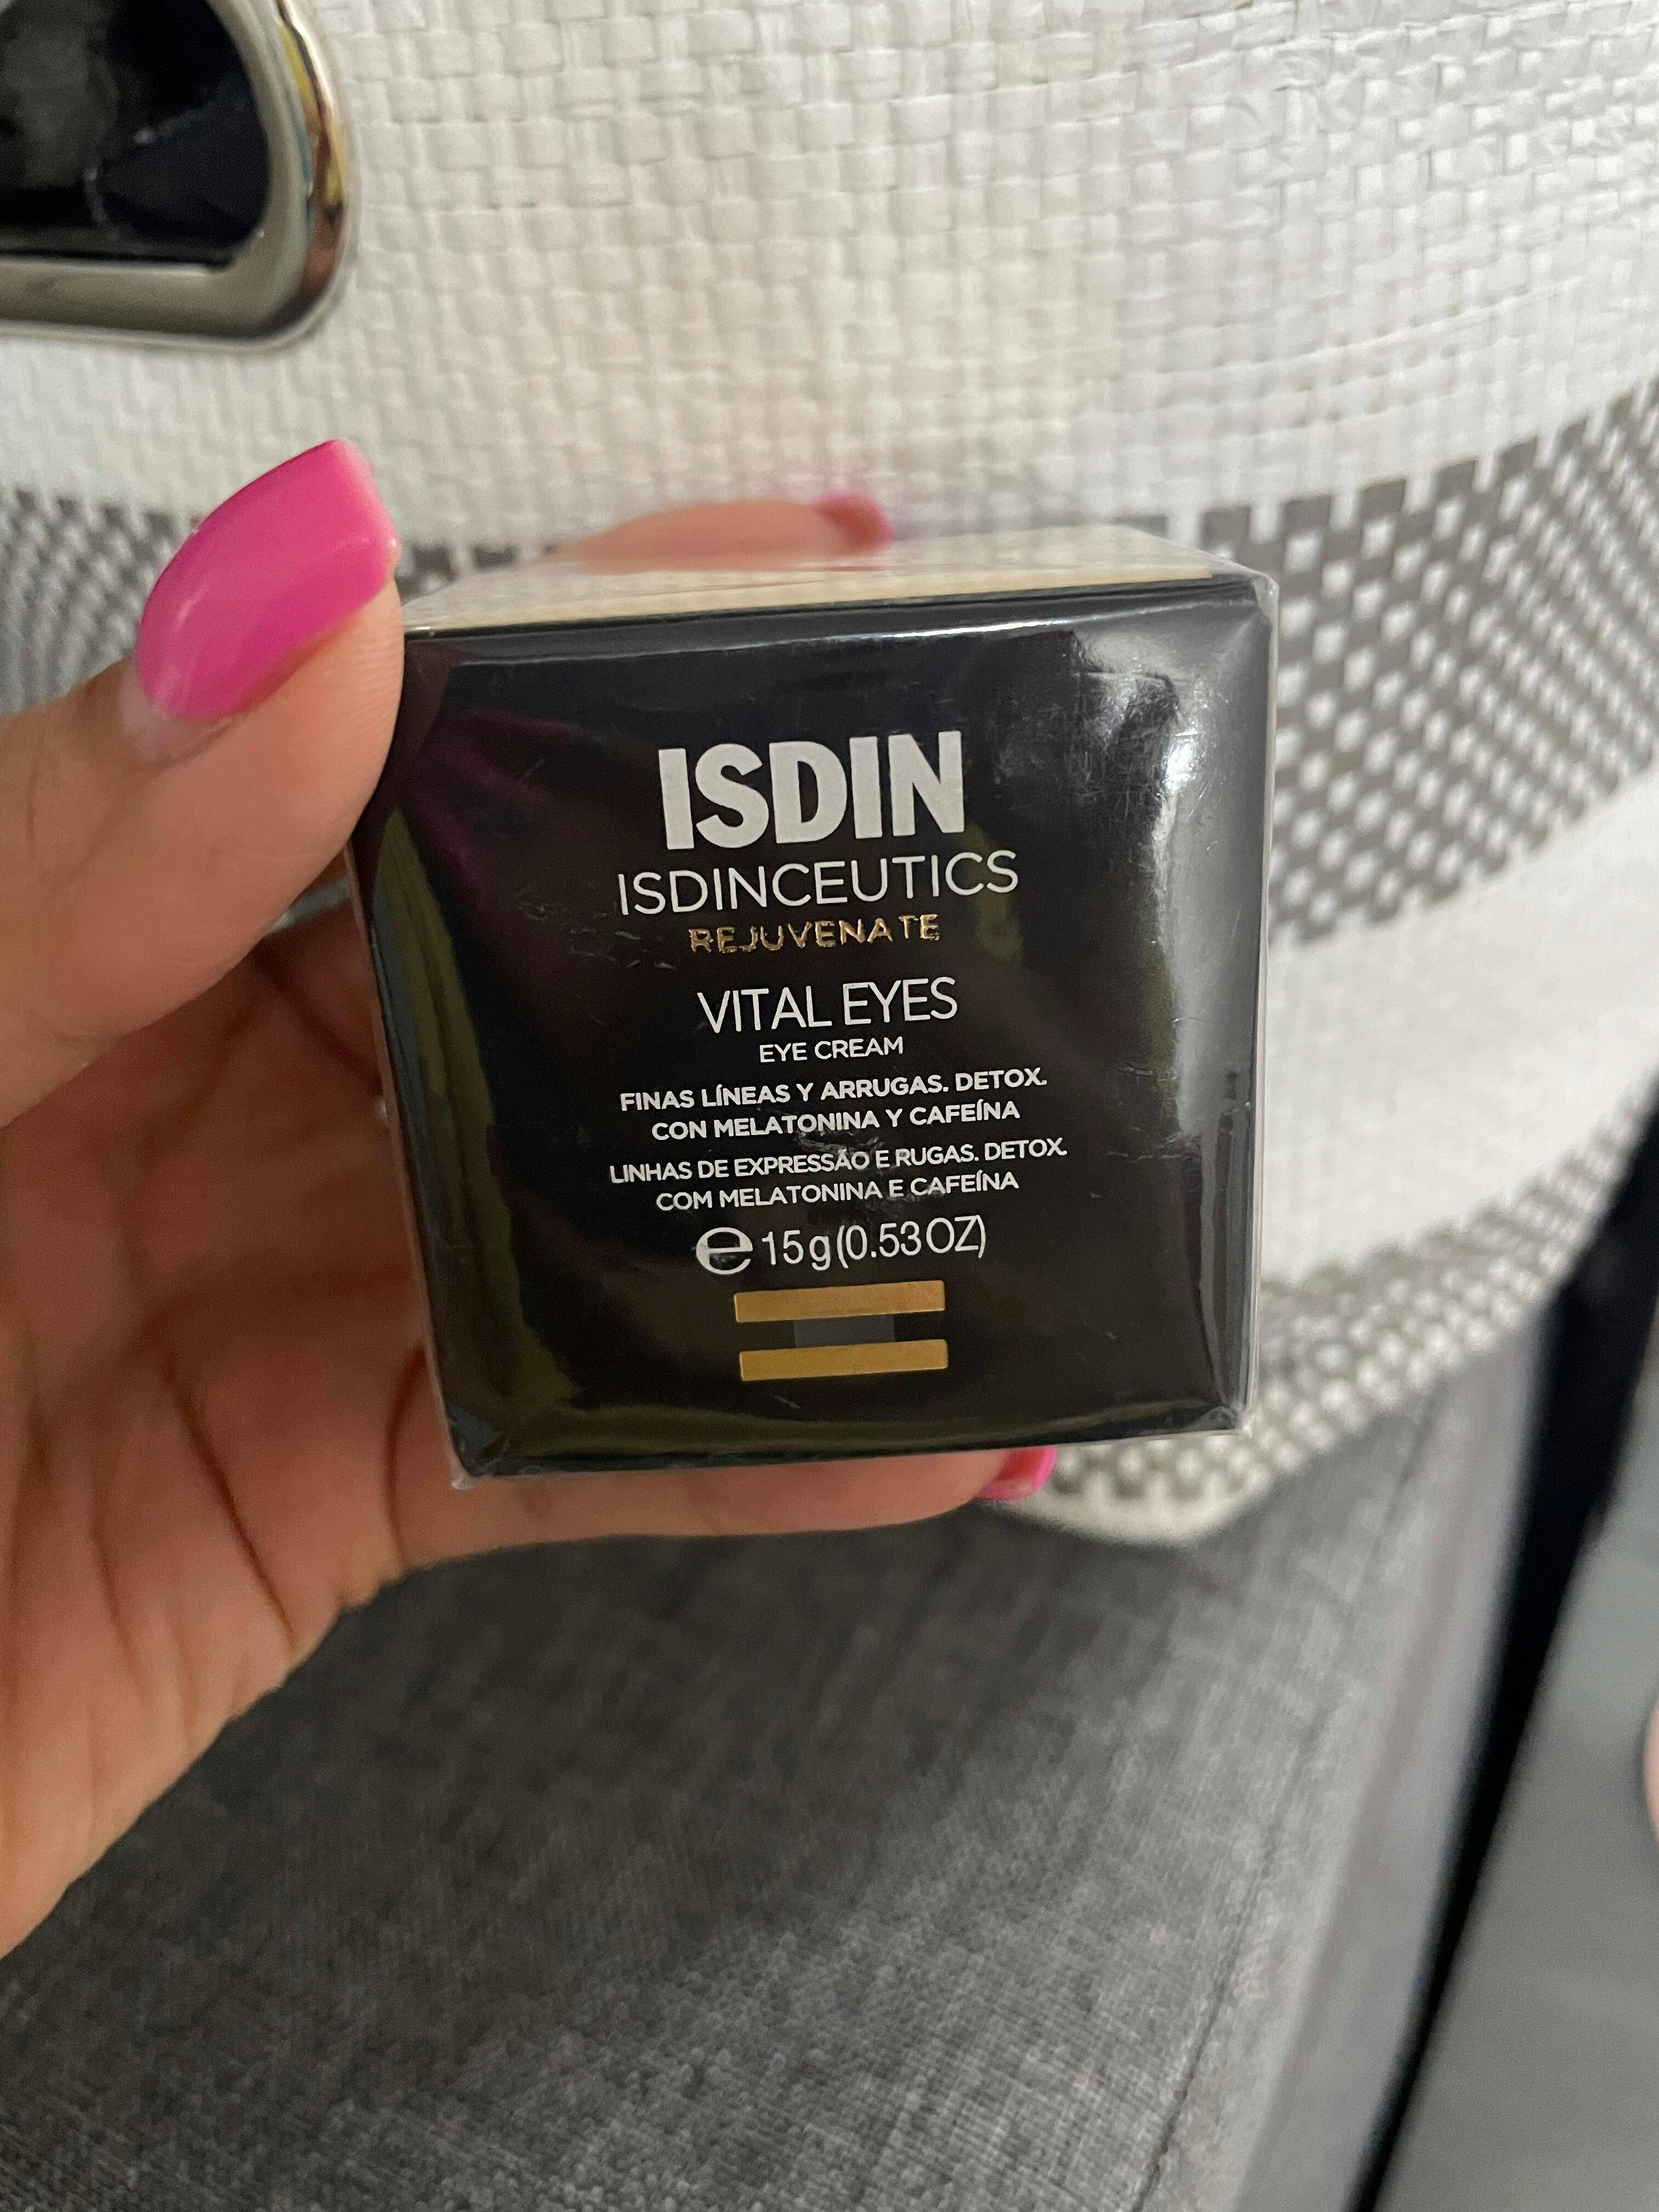 ISDIN
ISDINCEUTICS
REJUVENATE
VITAL EYES
EYE CREAM
FINAS LÍNEAS Y ARRUGAS. DETOX.
CON MELATONINA Y CAFEÍNA
LINHAS DE EXPRESSÃO E RUGAS. DETOX.
COM MELATONINA E CAFEÍNA
℮ 15g (0.53 OZ)